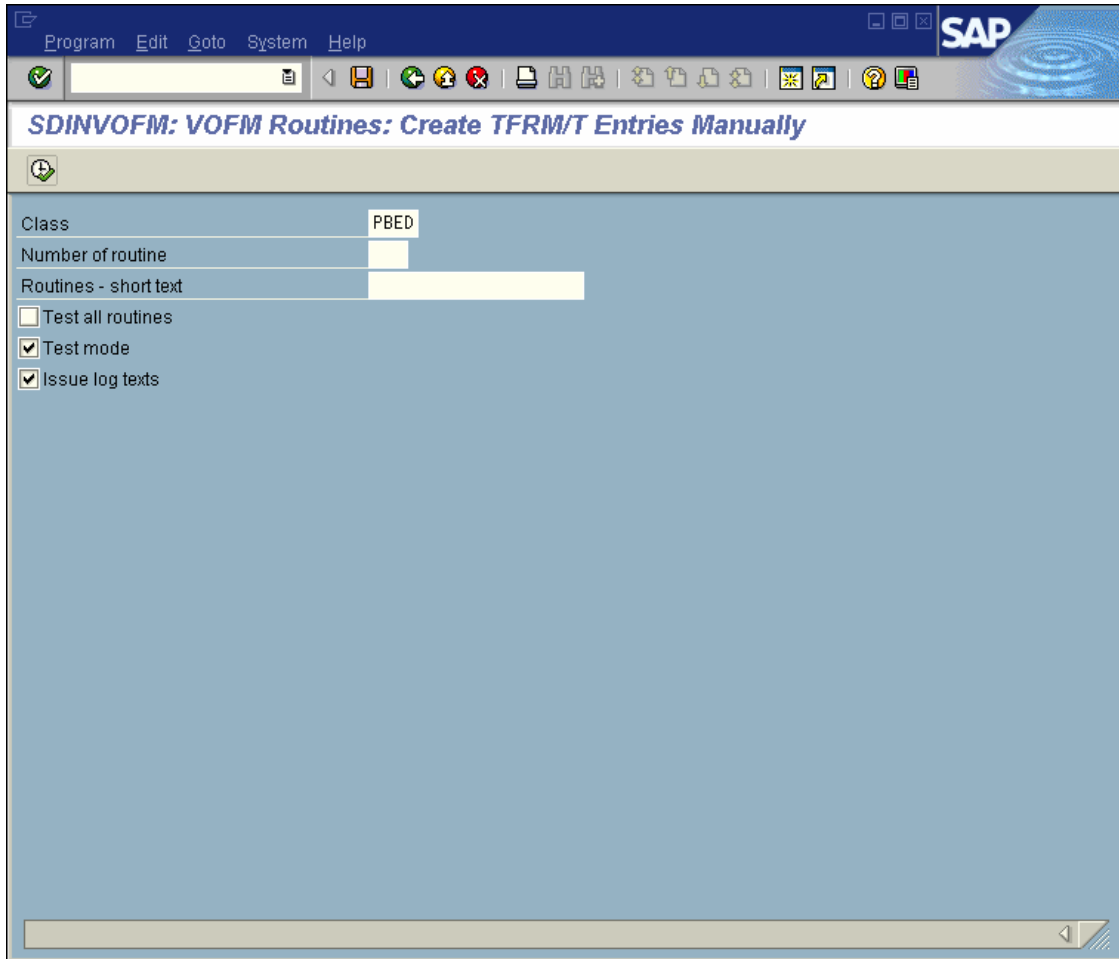 Program Edit Goto System Help
SAP
SDINVOFM: VOFM Routines: Create TFRM/T Entries Manually
Class PBED
Number of routine
Routines - short text
Test all routines
Test mode
Issue log texts